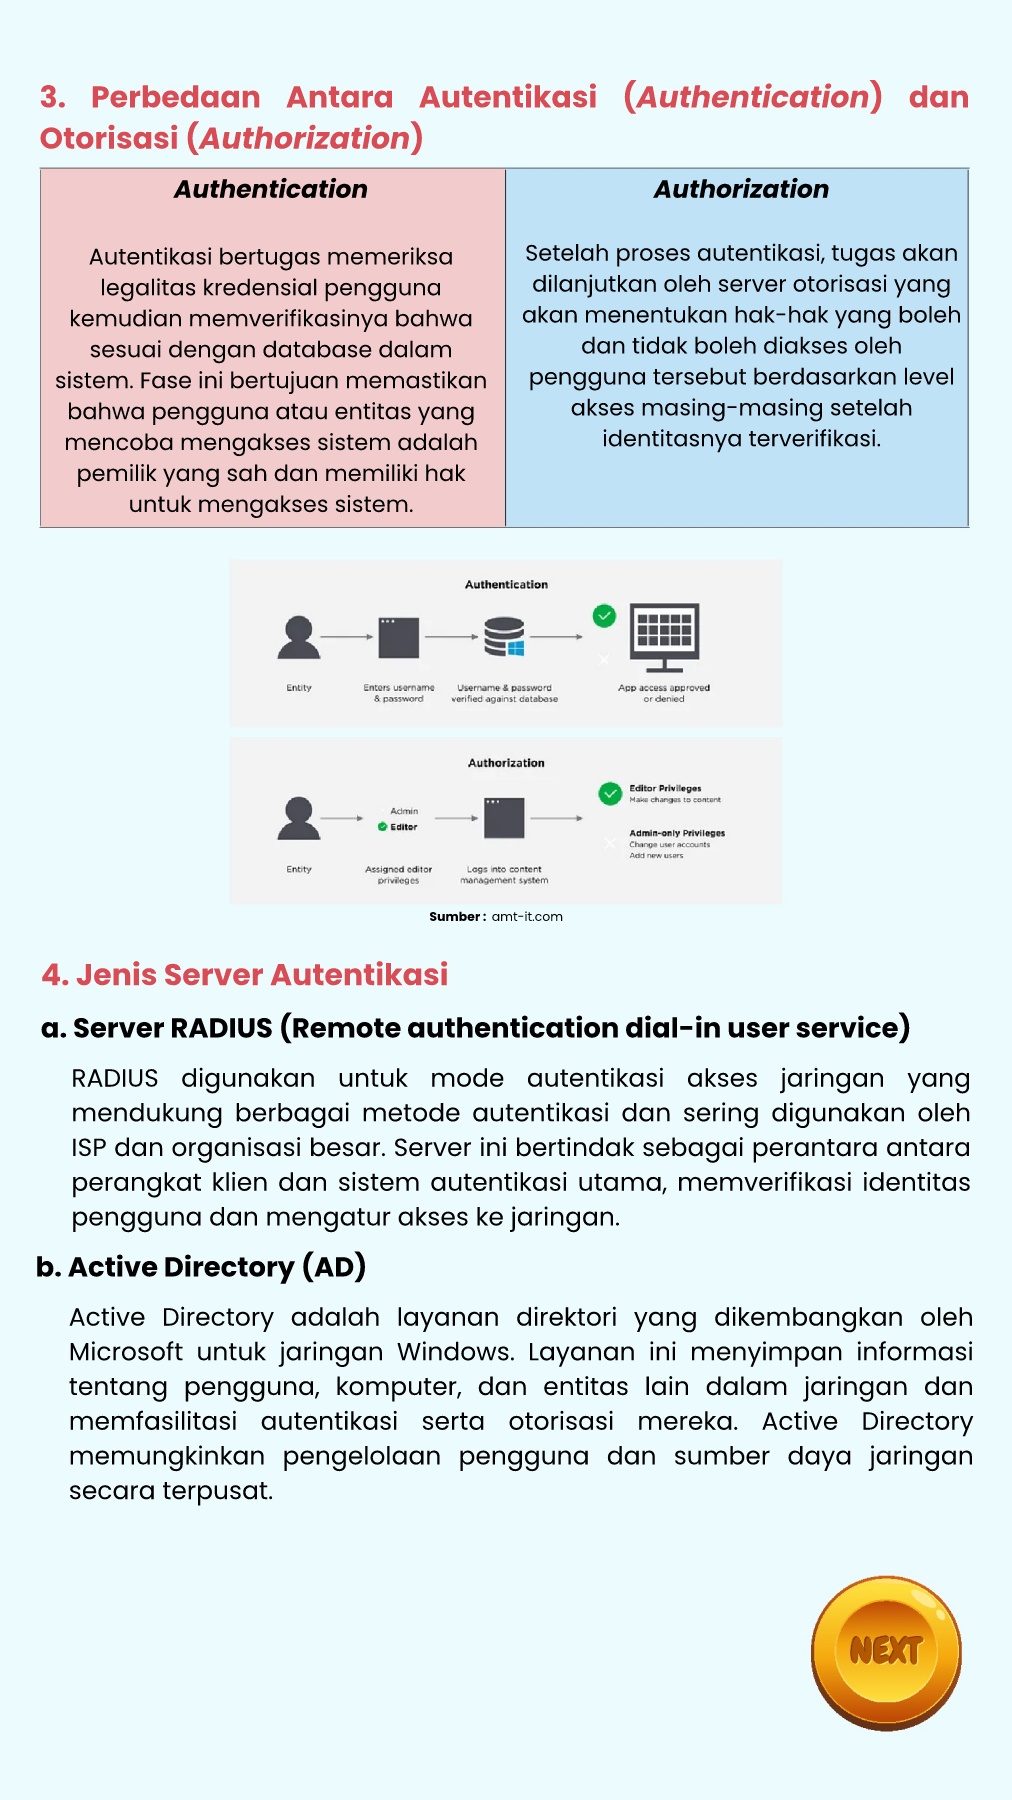 3. Perbedaan Antara Autentikasi (Authentication) dan
Otorisasi (Authorization)
Authentication
Autentikasi bertugas memeriksa
legalitas kredensial pengguna
kemudian memverifikasinya bahwa
sesuai dengan database dalam
sistem. Fase ini bertujuan memastikan
bahwa pengguna atau entitas yang
mencoba mengakses sistem adalah
pemilik yang sah dan memiliki hak
untuk mengakses sistem.
Authorization
Setelah proses autentikasi, tugas akan
dilanjutkan oleh server otorisasi yang
akan menentukan hak-hak yang boleh
dan tidak boleh diakses oleh
pengguna tersebut berdasarkan level
akses masing-masing setelah
identitasnya terverifikasi.
Authentication
Entity
Enters username
& password
Username & password
verified against database
App access approved
or denied
Authorization
Entity
Admin
Editor
Assigned editor
privileges
Logs into content
management system
Editor Privileges
Make changes to content
Admin-only Privileges
Change user accounts
Add new users
Sumber : amt-it.com
4. Jenis Server Autentikasi
a. Server RADIUS (Remote authentication dial-in user service)
RADIUS digunakan untuk mode autentikasi akses jaringan yang
mendukung berbagai metode autentikasi dan sering digunakan oleh
ISP dan organisasi besar. Server ini bertindak sebagai perantara antara
perangkat klien dan sistem autentikasi utama, memverifikasi identitas
pengguna dan mengatur akses ke jaringan.
b. Active Directory (AD)
Active Directory adalah layanan direktori yang dikembangkan oleh
Microsoft untuk jaringan Windows. Layanan ini menyimpan informasi
tentang pengguna, komputer, dan entitas lain dalam jaringan dan
memfasilitasi autentikasi serta otorisasi mereka. Active Directory
memungkinkan pengelolaan pengguna dan sumber daya jaringan
secara terpusat.
NEXT